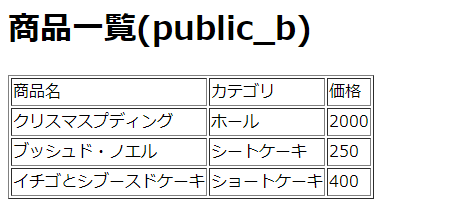 商品一覧(public_b)
商品名 カテゴリ 価格
クリスマスプディング ホール 2000
ブッシュド・ノエル シートケーキ 250
イチゴとシブースドケーキ ショートケーキ 400